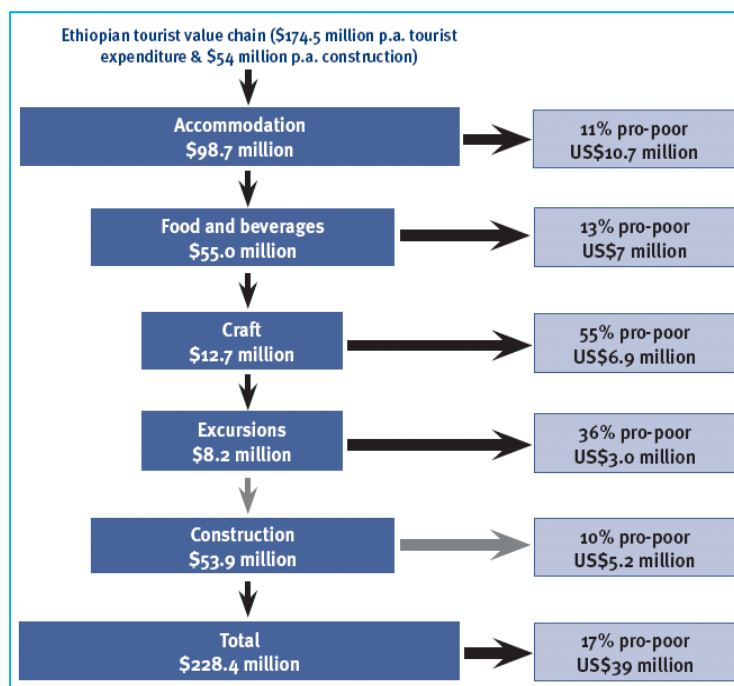 Ethiopian tourist value chain ($174.5 million p.a. tourist
expenditure & $54 million p.a. construction)
Accommodation
$98.7 million
11% pro-poor
US$10.7 million
Food and beverages
$55.0 million
13% pro-poor
US$7 million
Craft
$12.7 million
55% pro-poor
US$6.9 million
Excursions
$8.2 million
36% pro-poor
US$3.0 million
Construction
$53.9 million
10% pro-poor
US$5.2 million
Total
$228.4 million
17% pro-poor
US$39 million